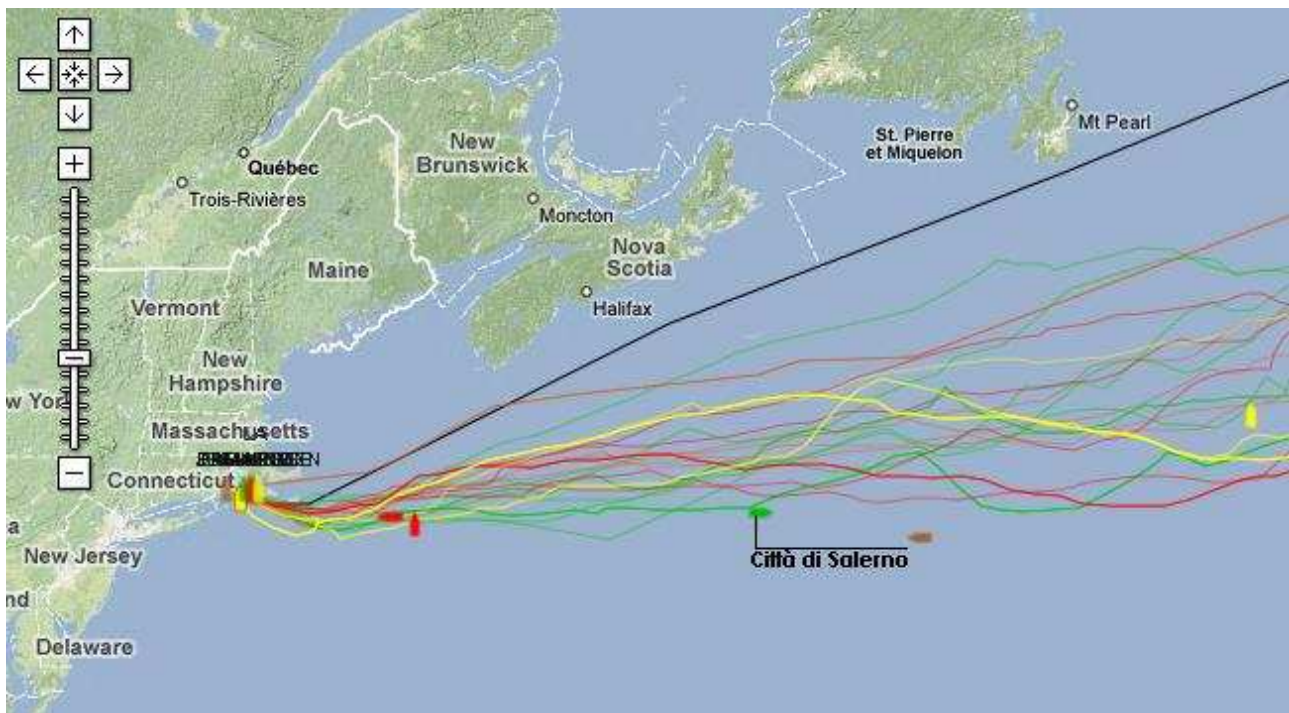 Québec
Trois-Rivières
New
Brunswick
Moncton
Nova
Scotia
Halifax
St. Pierre
et Miquelon
Mt Pearl
Maine
Vermont
New
Hampshire
Massachusetts
Connecticut
New Jersey
Delaware
Città di Salerno